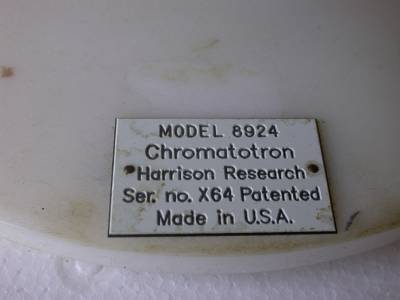 MODEL 8924
Chromatotron
Harrison Research
Ser. no. X64 Patented
Made in U.S.A.